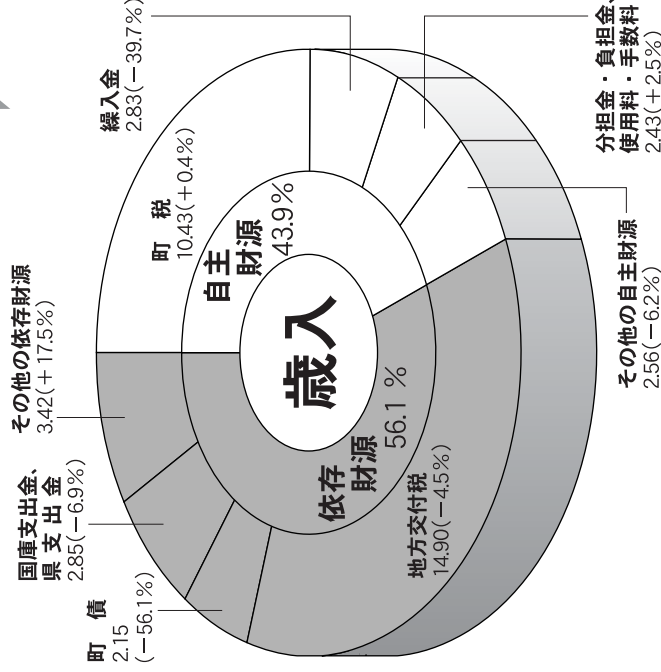 歳入
自主
財源
43.9%
町　税
10.43(+0.4%)
繰入金
2.83(−39.7%)
分担金・負担金、
使用料・手数料
2.43(+2.5%)
その他の自主財源
2.56(−6.2%)
依存
財源
56.1 %
地方交付税
14.90(−4.5%)
町　債
2.15
(−56.1%)
国庫支出金、
県 支 出 金
2.85(−6.9%)
その他の依存財源
3.42(+17.5%)